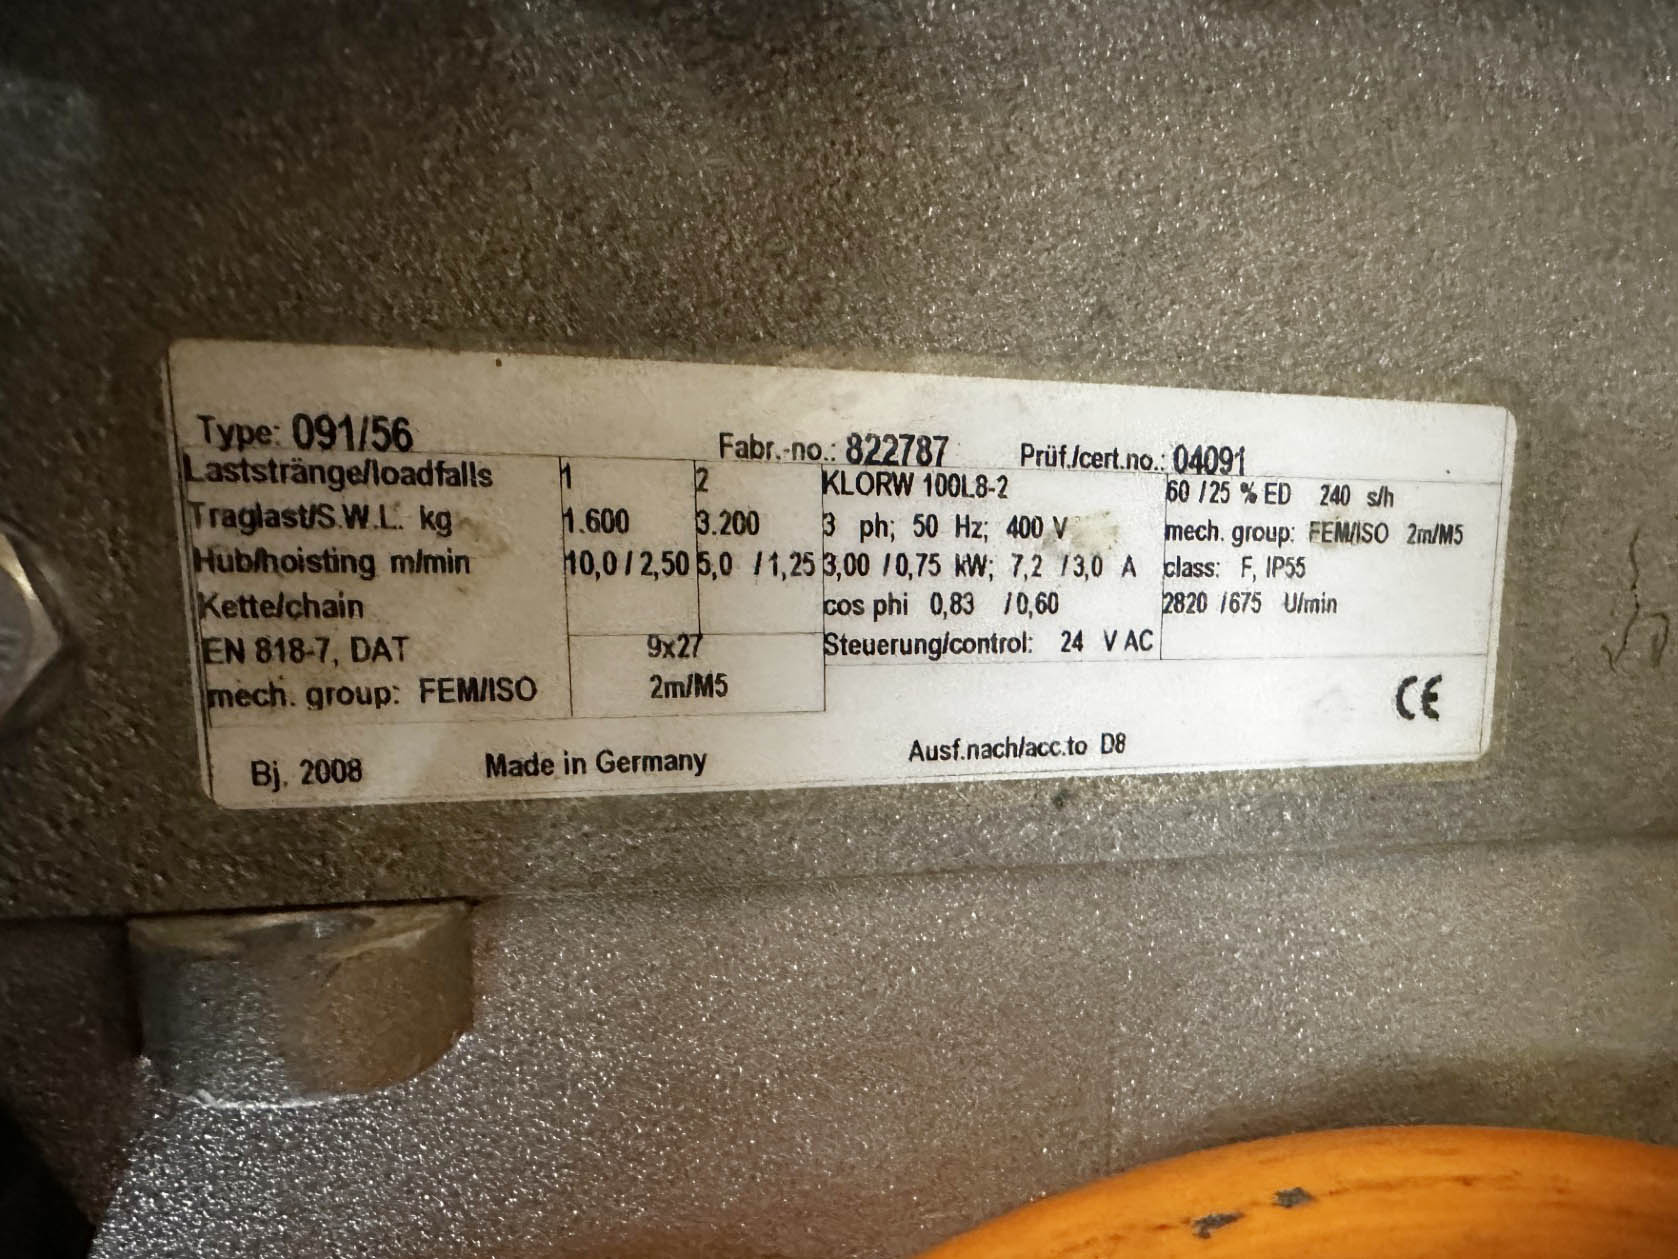 Type: 091/56 Fabr.-no.: 822787 Prüf./cert.no.: 04091
Laststränge/loadfalls 1 2 KLORW 100L8-2 60 / 25 % ED 240 s/h
Traglast/S.W.L. kg 1.600 3.200 3 ph; 50 Hz; 400 V mech. group: FEM/ISO 2m/M5
Hub/hoisting m/min 10,0 / 2,50 5,0 / 1,25 3,00 / 0,75 kW; 7,2 / 3,0 A class: F, IP55
Kette/chain cos phi 0,83 / 0,60 2820 / 675 U/min
EN 818-7, DAT 9x27 Steuerung/control: 24 V AC
mech. group: FEM/ISO 2m/M5 CE
Bj. 2008 Made in Germany Ausf.nach/acc.to D8